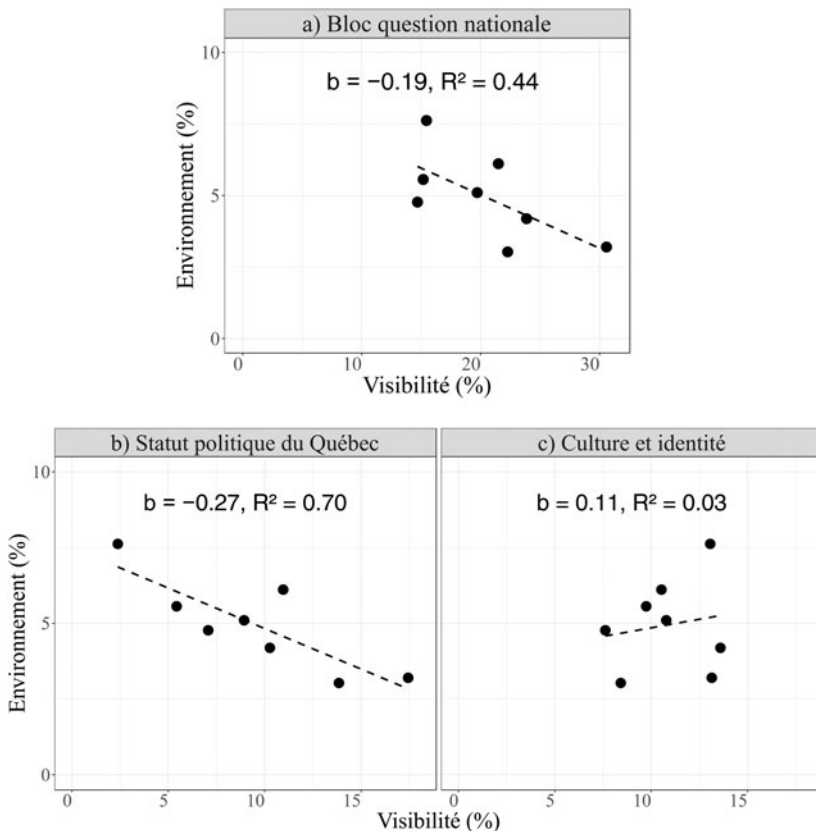 a) Bloc question nationale
10
b = −0.19, R² = 0.44
Environnement (%)
5
0
0 10 20 30
Visibilité (%)
b) Statut politique du Québec
c) Culture et identité
10
b = −0.27, R² = 0.70
b = 0.11, R² = 0.03
Environnement (%)
5
0
0 5 10 15
0 5 10 15
Visibilité (%)